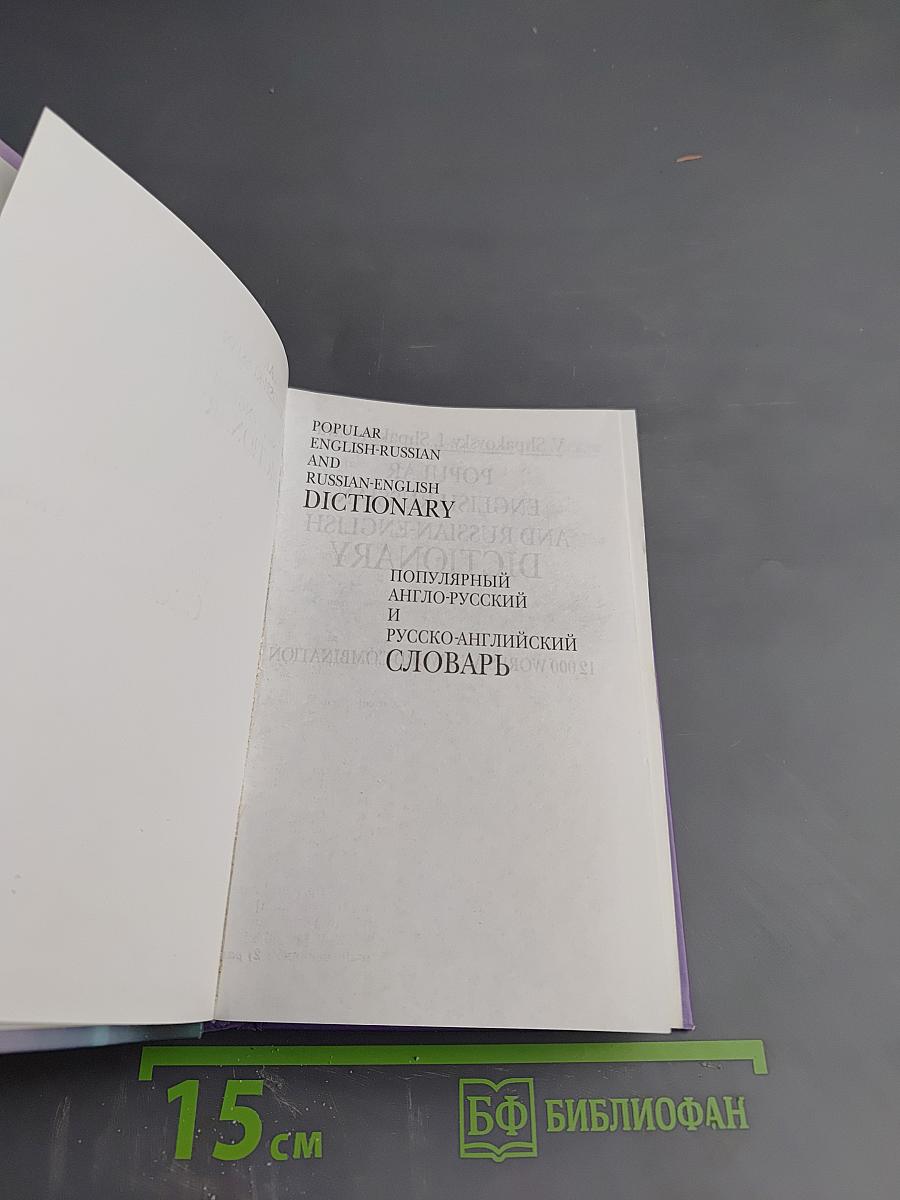 POPULAR
ENGLISH-RUSSIAN
AND
RUSSIAN-ENGLISH
DICTIONARY
ПОПУЛЯРНЫЙ
АНГЛО-РУССКИЙ
И
РУССКО-АНГЛИЙСКИЙ
СЛОВАРЬ
15 см
БФ БИБЛИОФАН